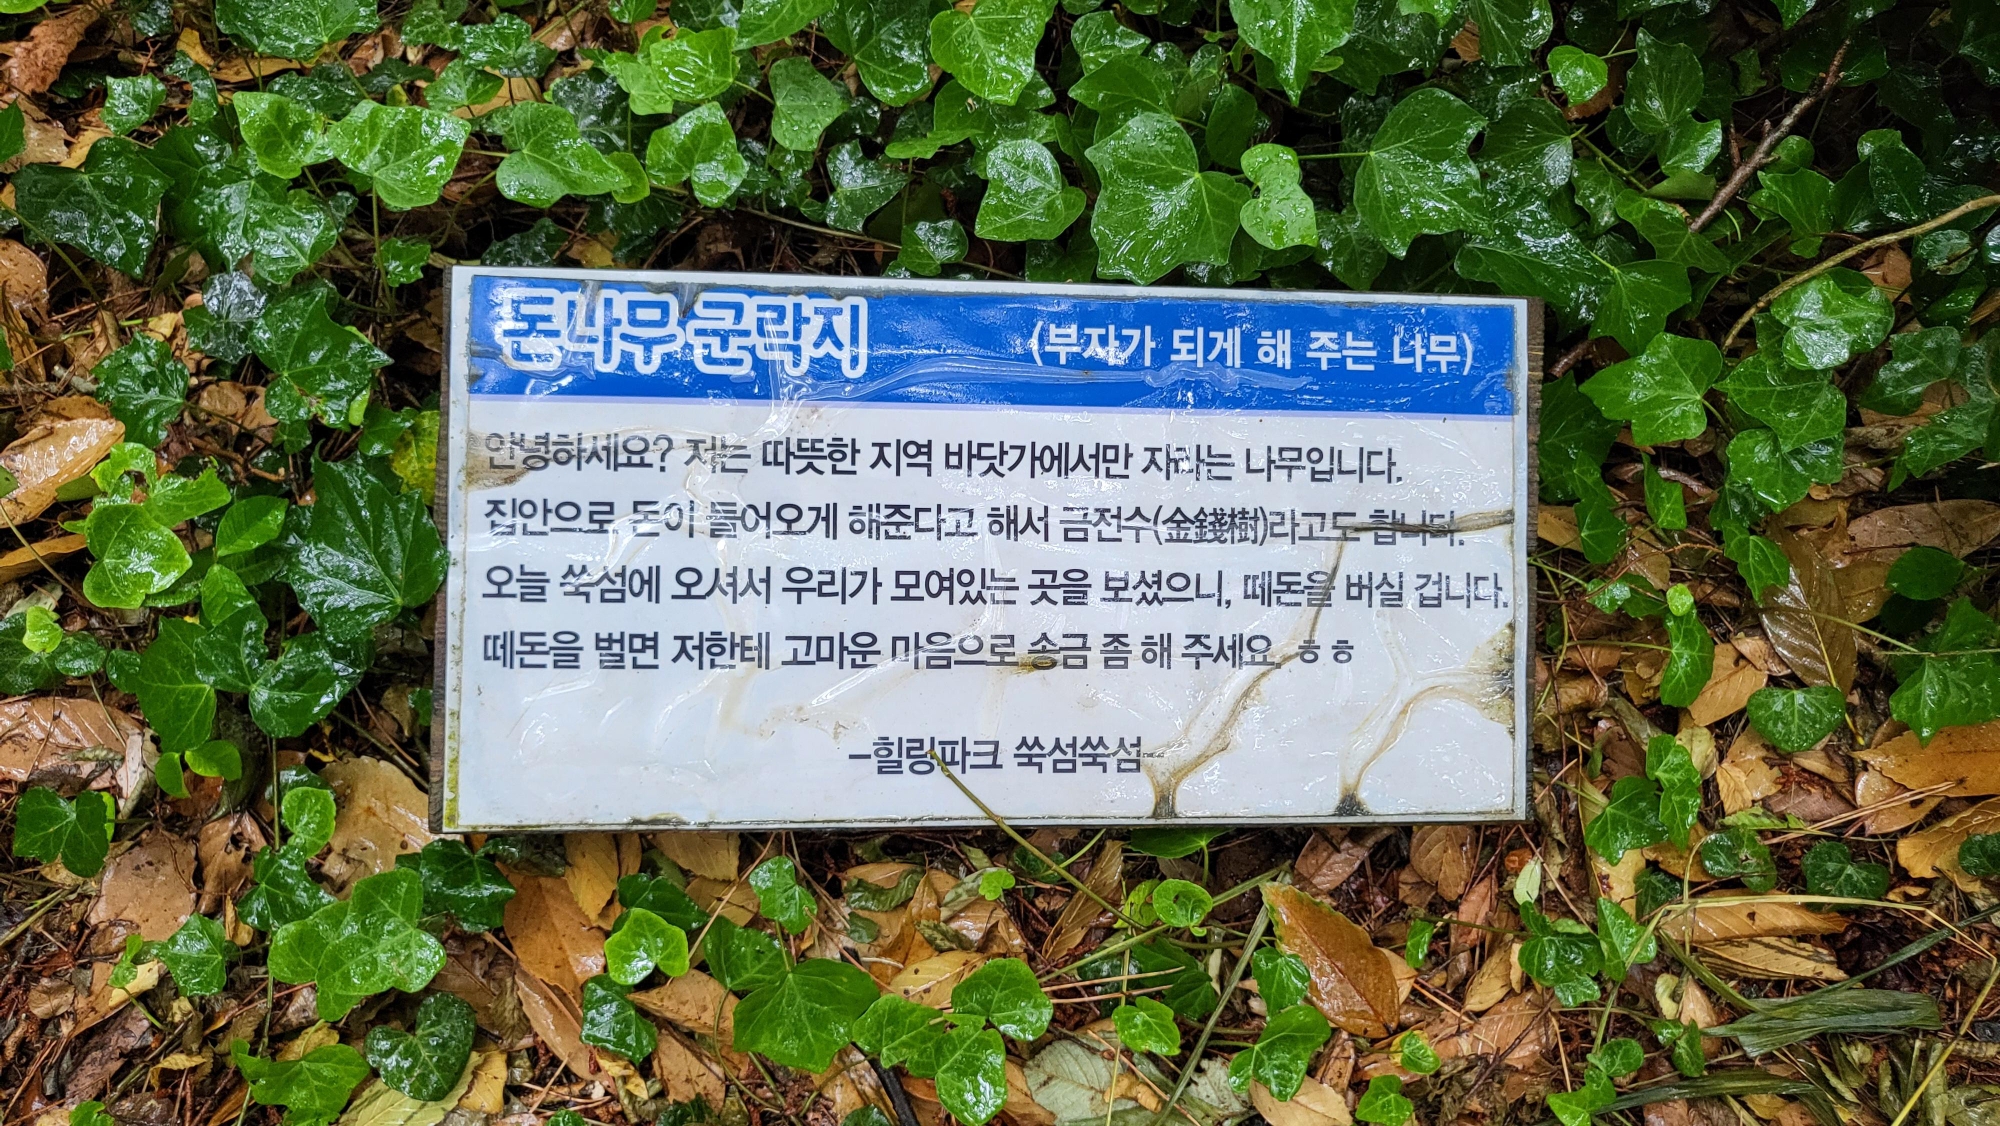 돈나무 군락지 (부자가 되게 해 주는 나무)
안녕하세요? 저는 따뜻한 지역 바닷가에서만 자라는 나무입니다.
집안으로 돈이 들어오게 해준다고 해서 금전수(金錢樹)라고도 합니다.
오늘 쑥섬에 오셔서 우리가 모여있는 곳을 보셨으니, 떼돈을 버실 겁니다.
떼돈을 벌면 저한테 고마운 마음으로 송금 좀 해 주세요. ㅎㅎ
-힐링파크 쑥섬쑥섬-